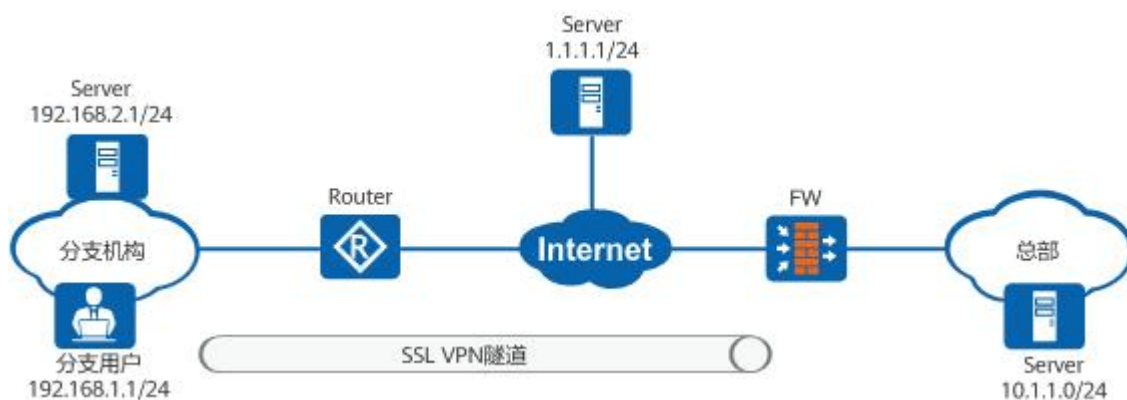 Server
1.1.1.1/24
Server
192.168.2.1/24
Router
FW
分支机构
R
Internet
总部
SSL VPN隧道
分支用户
192.168.1.1/24
Server
10.1.1.0/24